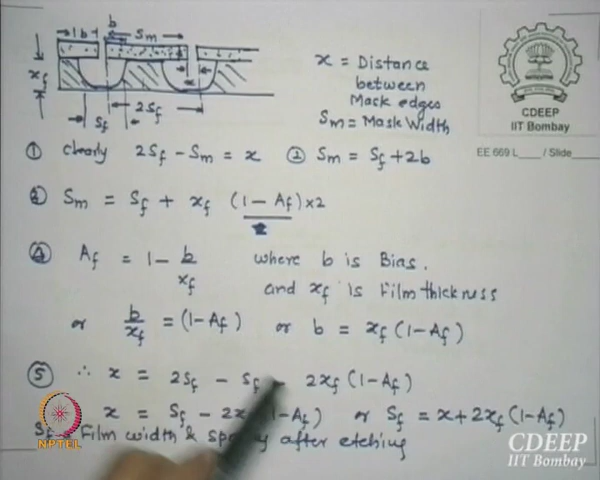 b
b
Sm
x
xf
2Sf
Sf
x = Distance
between
Mask edges
Sm = Mask Width
CDEEP
IIT Bombay
EE 669 L____ / Slide____
① Clearly 2Sf - Sm = x ② Sm = Sf + 2b
③ Sm = Sf + xf (1 - Af) x 2
④ Af = 1 - b/xf where b is Bias.
and xf is Film thickness
or b/xf = (1 - Af) or b = xf (1 - Af)
⑤ ∴ x = 2Sf - Sf - 2xf (1 - Af)
x = Sf - 2x (1 - Af) or Sf = x + 2xf (1 - Af)
Film width & after etching
NPTEL
CDEEP
IIT Bombay